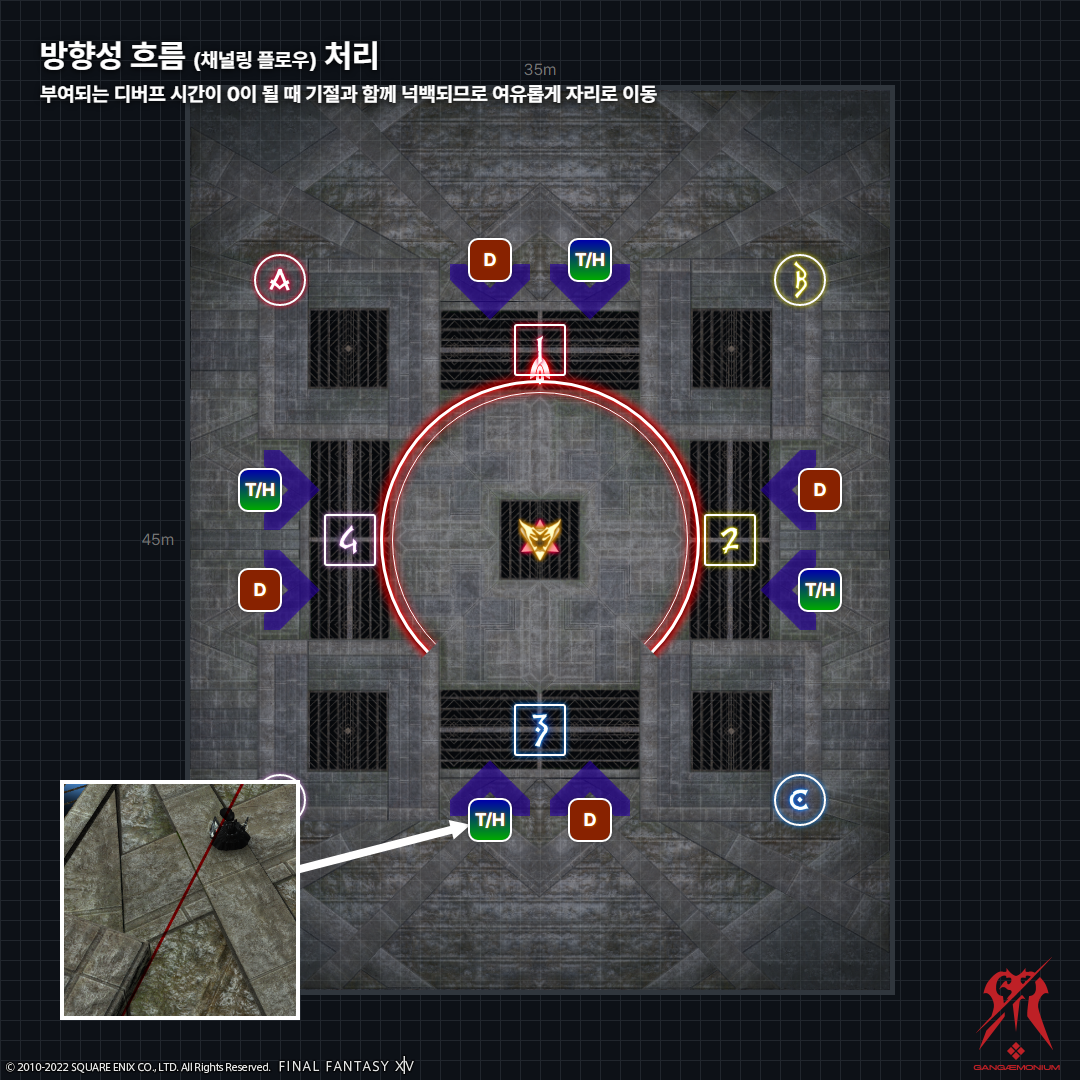 방향성 흐름 (채널링 플로우) 처리
35m
부여되는 디버프 시간이 0이 될 때 기절과 함께 넉백되므로 여유롭게 자리로 이동
D T/H
A B
1
T/H D
4 2
45m
D T/H
3
C
T/H D
© 2010-2022 SQUARE ENIX CO., LTD. All Rights Reserved. FINAL FANTASY XIV
GANGÆMONIUM